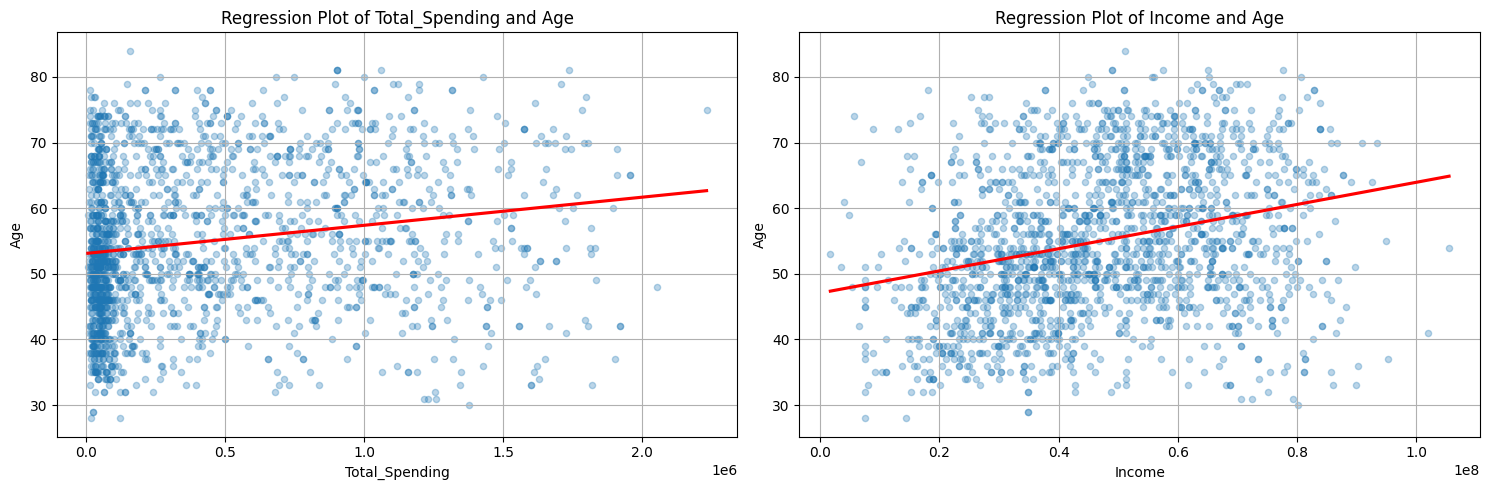 Regression Plot of Total_Spending and Age
Age
80
70
60
50
40
30
0.0 0.5 1.0 1.5 2.0
1e6
Total_Spending
Regression Plot of Income and Age
Age
80
70
60
50
40
30
0.0 0.2 0.4 0.6 0.8 1.0
1e8
Income